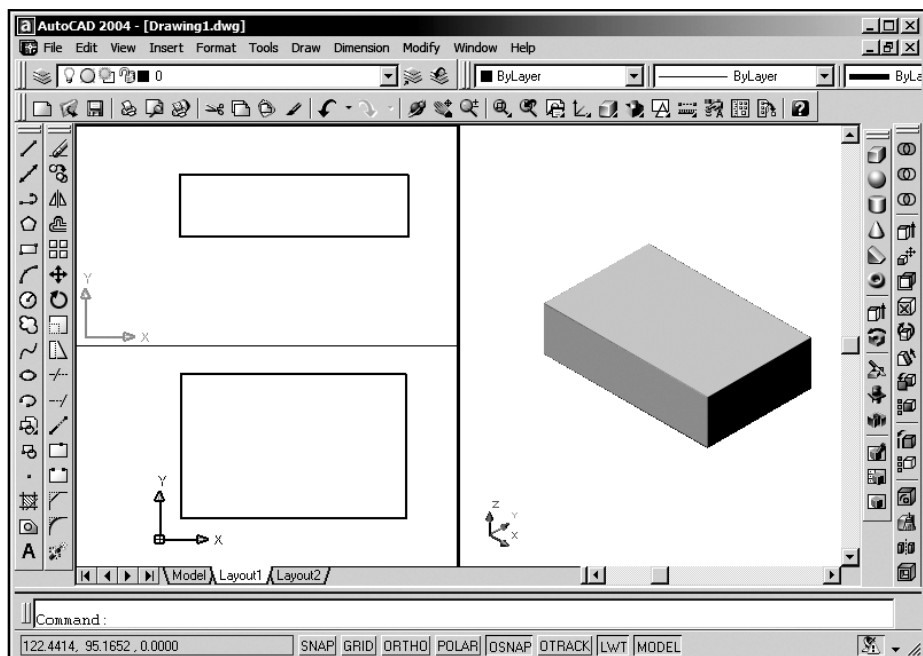 a AutoCAD 2004 - [Drawing1.dwg]
File Edit View Insert Format Tools Draw Dimension Modify Window Help
0 ByLayer ByLayer ByLaye
Y
X
Y
X
Z
Y
X
A
Model Layout1 Layout2
Command:
122.4414, 95.1652 , 0.0000 SNAP GRID ORTHO POLAR OSNAP OTRACK LWT MODEL